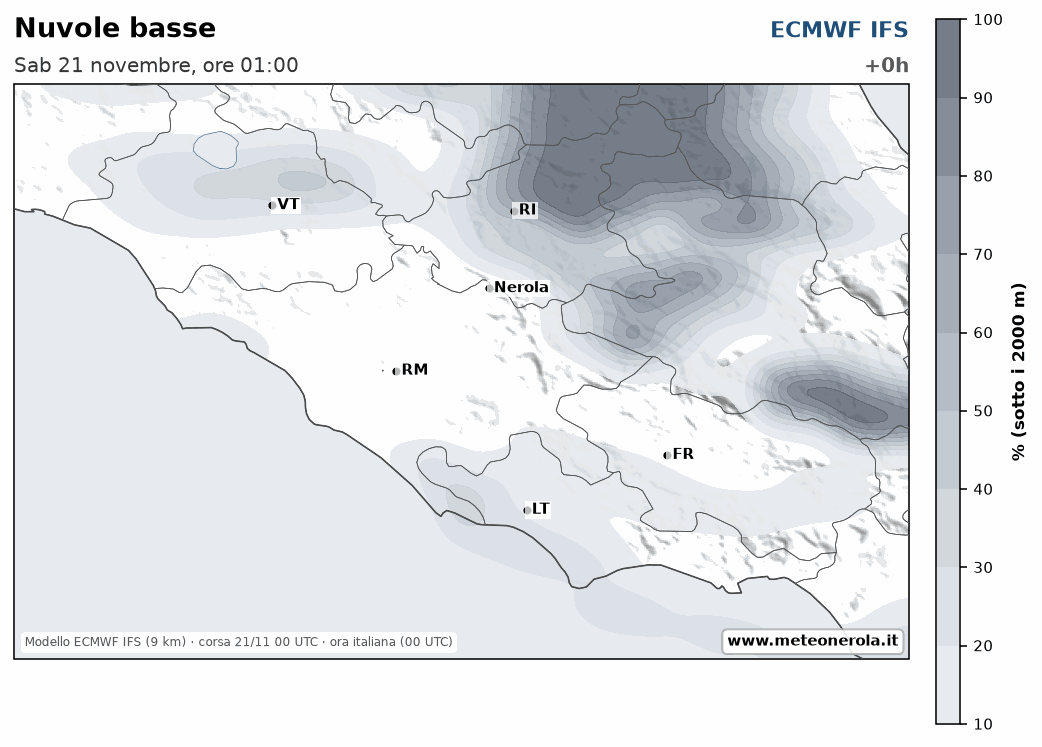 Nuvole basse
ECMWF IFS
Sab 21 novembre, ore 01:00
+0h
VT
RI
Nerola
RM
FR
LT
Modello ECMWF IFS (9 km) · corsa 21/11 00 UTC · ora italiana (00 UTC)
www.meteonerola.it
100
90
80
70
60
50
40
30
20
10
% (sotto i 2000 m)